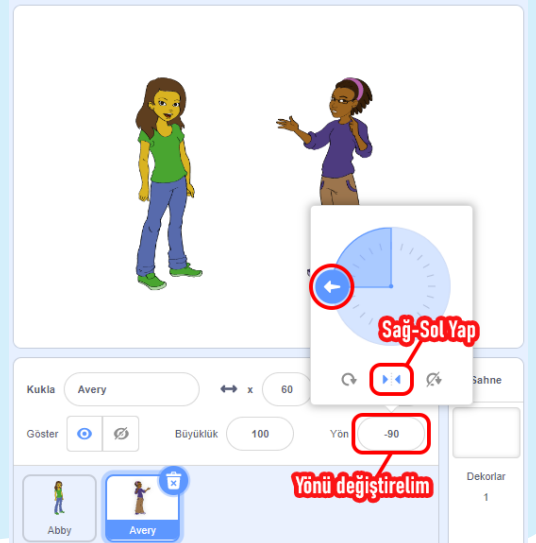 Sağ-Sol Yap
Kukla Avery x 60
Sahne
Göster Büyüklük 100 Yön -90
Yönü değiştirelim
Dekorlar
1
Abby Avery